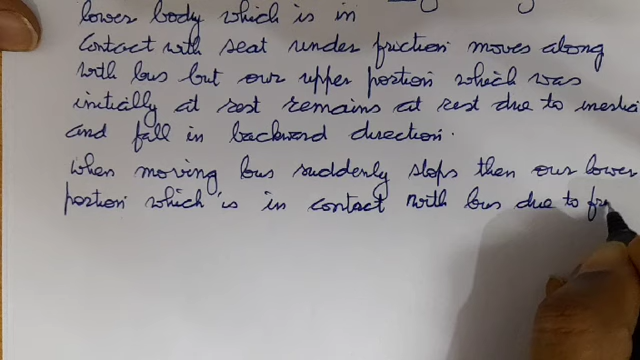 lower body which is in
contact with seat under friction moves along
with bus but our upper portion which was
initially at rest remains at rest due to inertia
and fall in backward direction.
When moving bus suddenly stops then our lower
portion which is in contact with bus due to fr